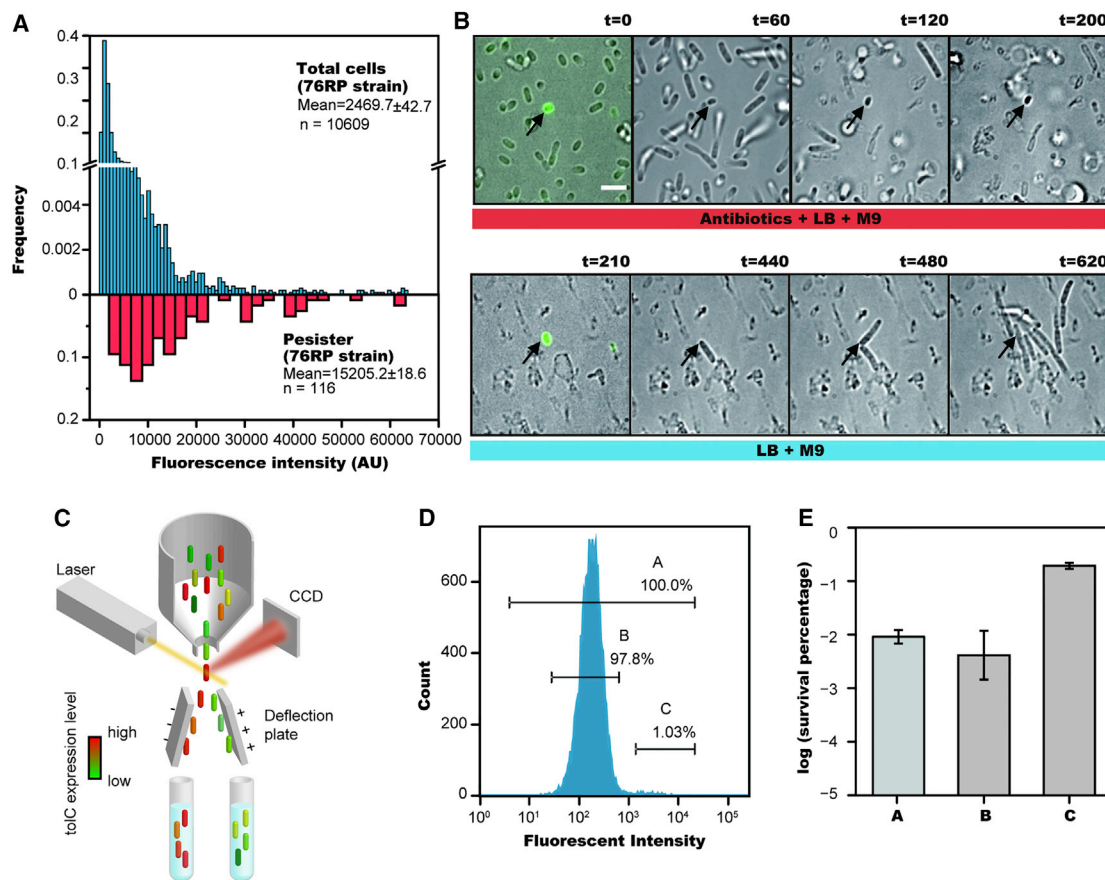 A
Total cells
(76RP strain)
Mean=2469.7±42.7
n = 10609
0.4
0.3
0.2
0.1
0.004
0.002
0
0.1
0.2
Frequency
Pesister
(76RP strain)
Mean=15205.2±18.6
n = 116
0 10000 20000 30000 40000 50000 60000 70000
Fluorescence intensity (AU)
B
t=0 t=60 t=120 t=200
Antibiotics + LB + M9
t=210 t=440 t=480 t=620
LB + M9
C
Laser
CCD
tolC expression level
high
low
Deflection
plate
- - -
+ + +
D
600
400
200
0
Count
A
100.0%
B
97.8%
C
1.03%
10⁰ 10¹ 10² 10³ 10⁴ 10⁵
Fluorescent Intensity
E
0
−1
−2
−3
−4
−5
log (survival percentage)
A B C